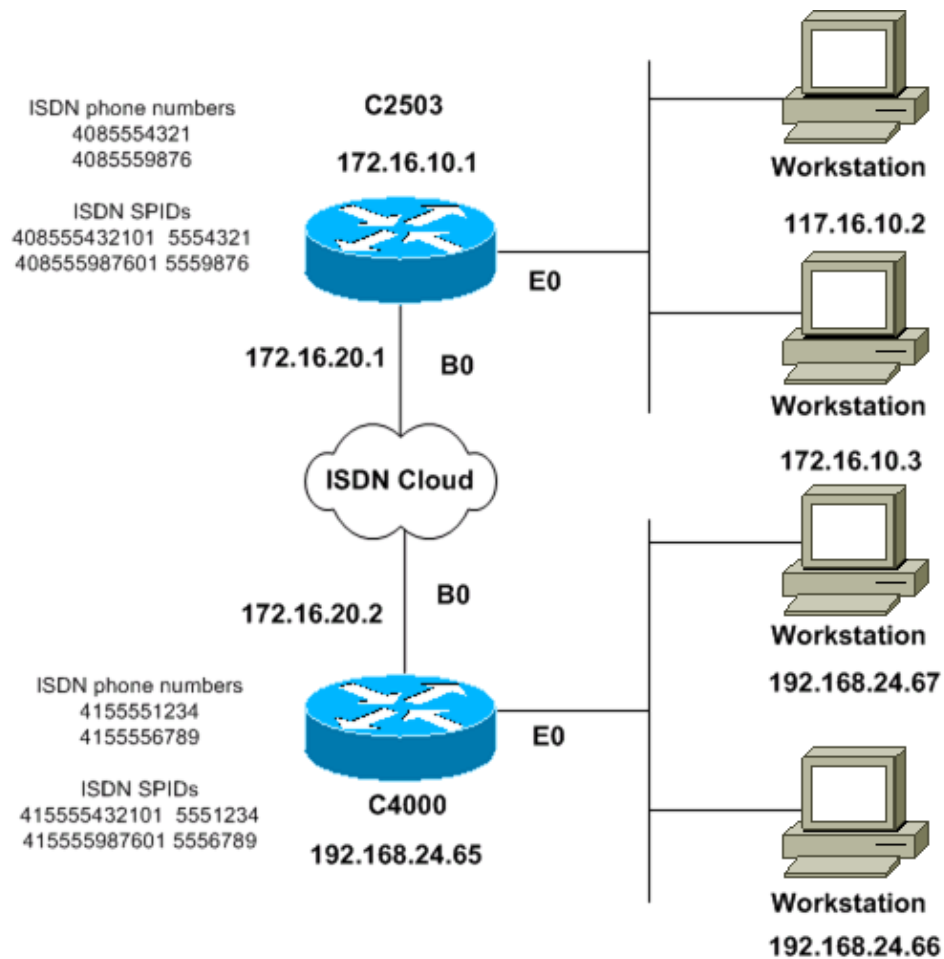 ISDN phone numbers
4085554321
4085559876
ISDN SPIDs
408555432101 5554321
408555987601 5559876
C2503
172.16.10.1
E0
172.16.20.1
B0
Workstation
117.16.10.2
Workstation
172.16.10.3
ISDN Cloud
172.16.20.2
B0
ISDN phone numbers
4155551234
4155556789
ISDN SPIDs
415555432101 5551234
415555987601 5556789
E0
C4000
192.168.24.65
Workstation
192.168.24.67
Workstation
192.168.24.66